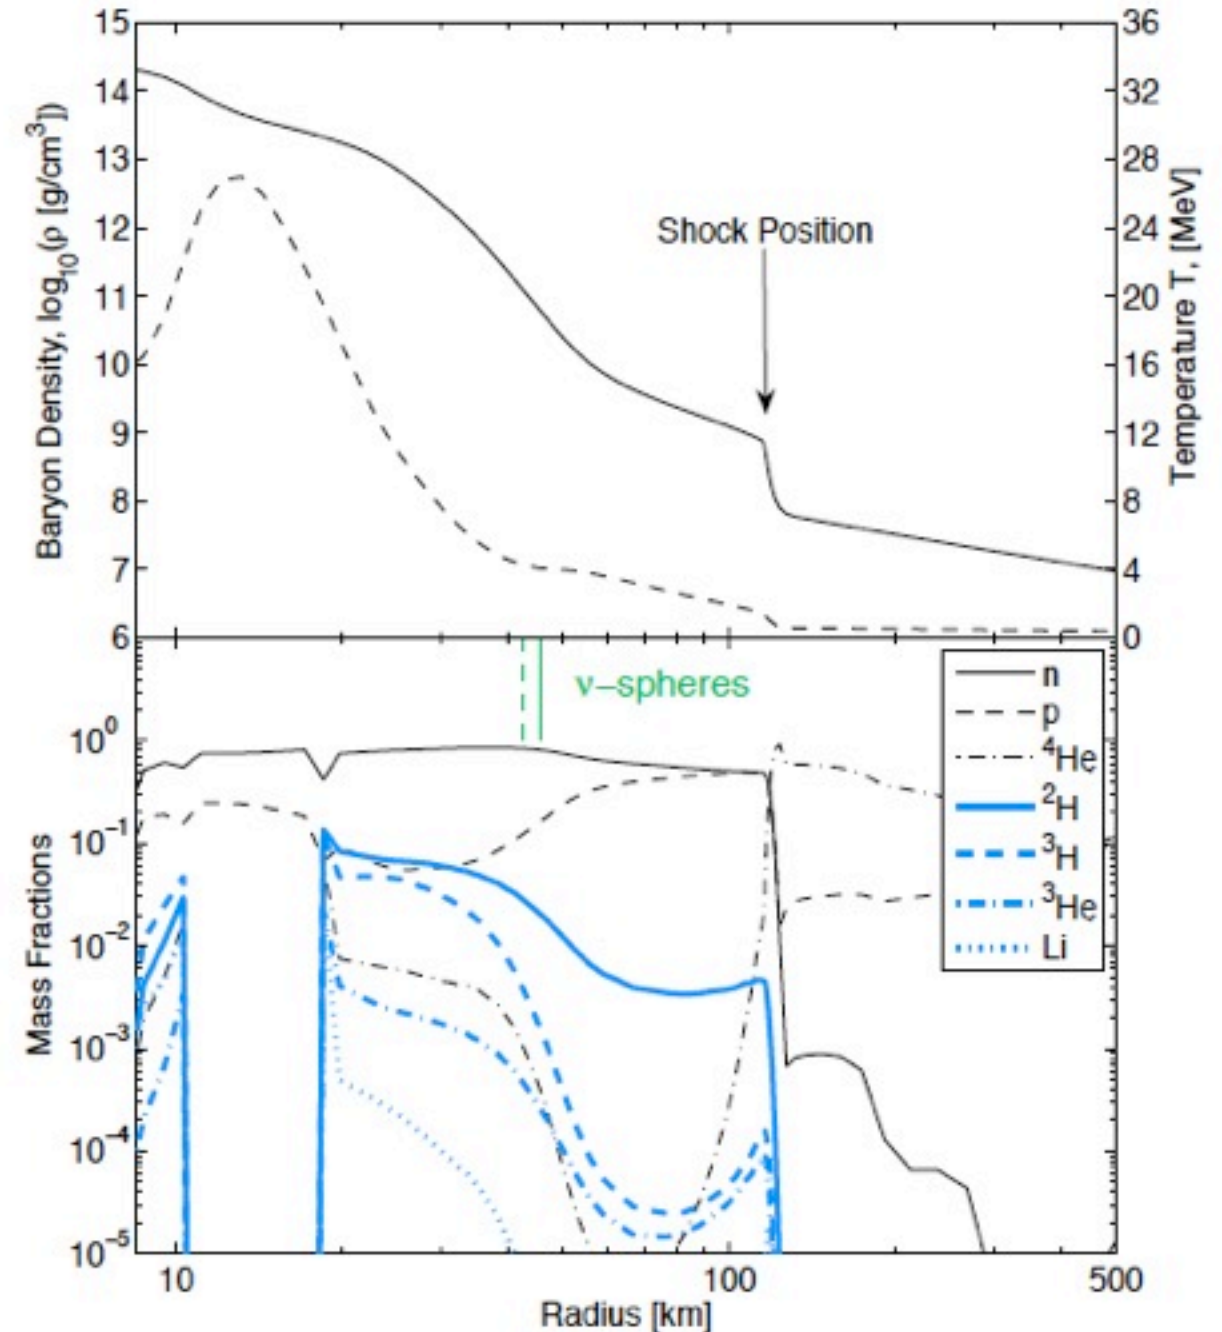 15
14
13
12
11
10
9
8
7
6
Baryon Density, log₁₀(ρ [g/cm³])
36
32
28
24
20
16
12
8
4
0
Temperature T, [MeV]
Shock Position
ν−spheres
n
p
⁴He
²H
³H
³He
Li
10⁰
10⁻¹
10⁻²
10⁻³
10⁻⁴
10⁻⁵
Mass Fractions
10
100
500
Radius [km]